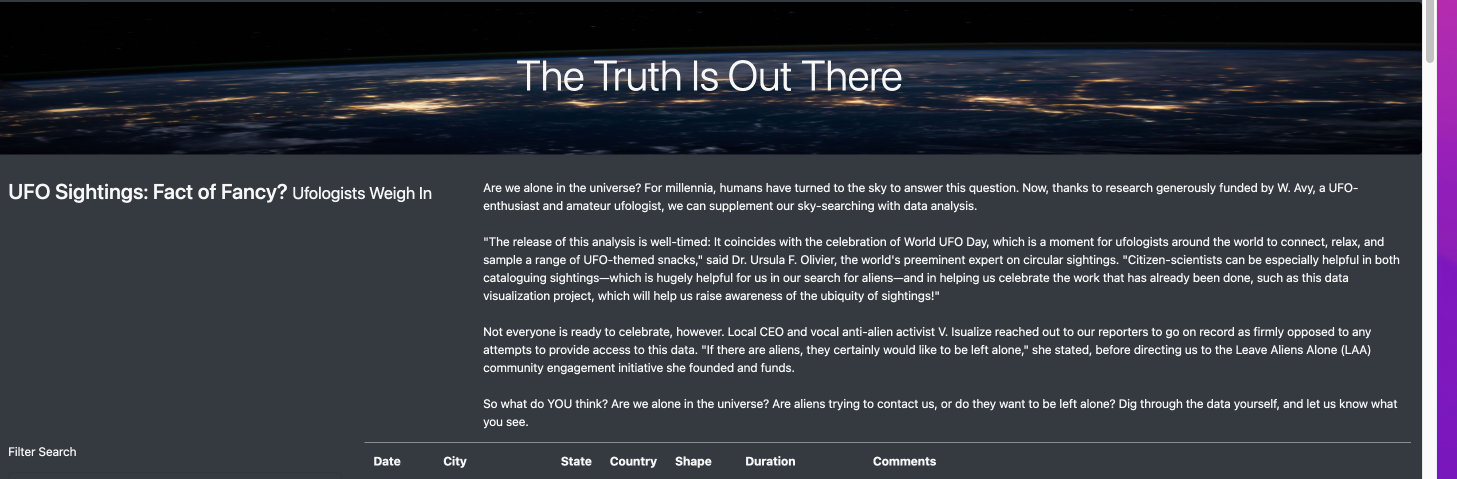 The Truth Is Out There
UFO Sightings: Fact of Fancy? Ufologists Weigh In
Are we alone in the universe? For millennia, humans have turned to the sky to answer this question. Now, thanks to research generously funded by W. Avy, a UFO-
enthusiast and amateur ufologist, we can supplement our sky-searching with data analysis.
"The release of this analysis is well-timed: It coincides with the celebration of World UFO Day, which is a moment for ufologists around the world to connect, relax, and
sample a range of UFO-themed snacks," said Dr. Ursula F. Olivier, the world's preeminent expert on circular sightings. "Citizen-scientists can be especially helpful in both
cataloguing sightings—which is hugely helpful for us in our search for aliens—and in helping us celebrate the work that has already been done, such as this data
visualization project, which will help us raise awareness of the ubiquity of sightings!"
Not everyone is ready to celebrate, however. Local CEO and vocal anti-alien activist V. Isualize reached out to our reporters to go on record as firmly opposed to any
attempts to provide access to this data. "If there are aliens, they certainly would like to be left alone," she stated, before directing us to the Leave Aliens Alone (LAA)
community engagement initiative she founded and funds.
So what do YOU think? Are we alone in the universe? Are aliens trying to contact us, or do they want to be left alone? Dig through the data yourself, and let us know what
you see.
Filter Search
Date City State Country Shape Duration Comments